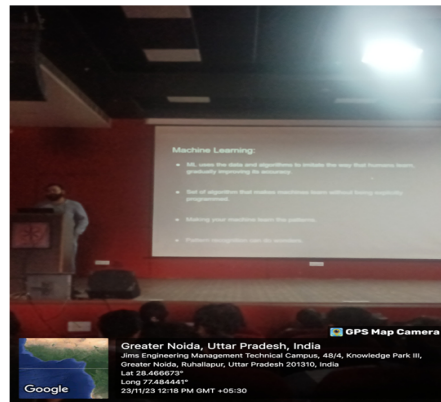 Machine Learning:
• ML uses the data and algorithms to imitate the way that humans learn,
gradually improving its accuracy.
• Set of algorithm that makes machines learn without being explicitly
programmed.
• Making your machine learn the patterns.
• Pattern recognition can be
GPS Map Camera
Greater Noida, Uttar Pradesh, India
Jims Engineering Management Technical Campus, 48/4, Knowledge Park III,
Greater Noida, Ruhallapur, Uttar Pradesh 201310, India
Lat 28.466673°
Long 77.484441°
23/11/23 12:18 PM GMT +05:30
Google